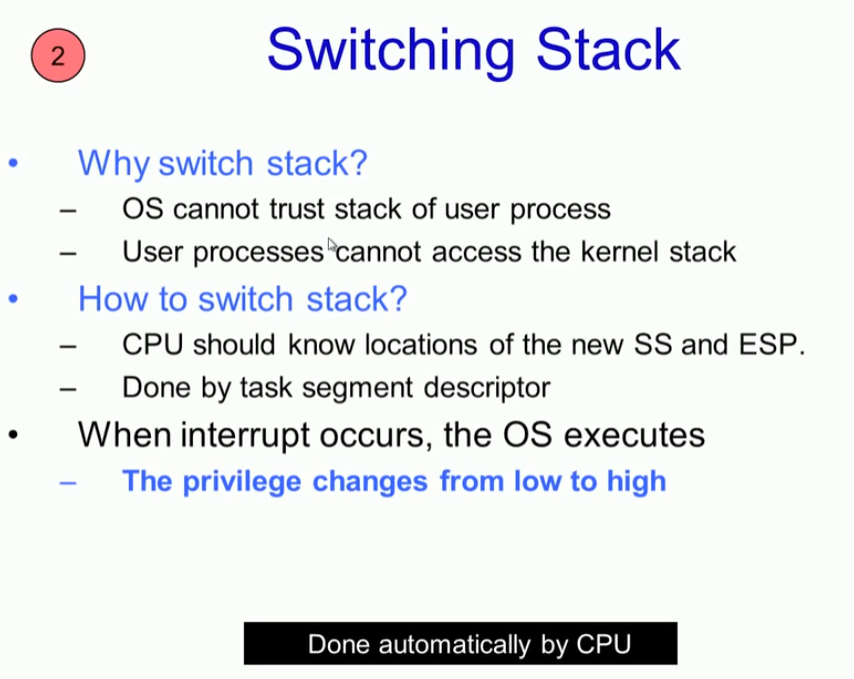 2
Switching Stack
• Why switch stack?
– OS cannot trust stack of user process
– User processes cannot access the kernel stack
• How to switch stack?
– CPU should know locations of the new SS and ESP.
– Done by task segment descriptor
• When interrupt occurs, the OS executes
– The privilege changes from low to high
Done automatically by CPU